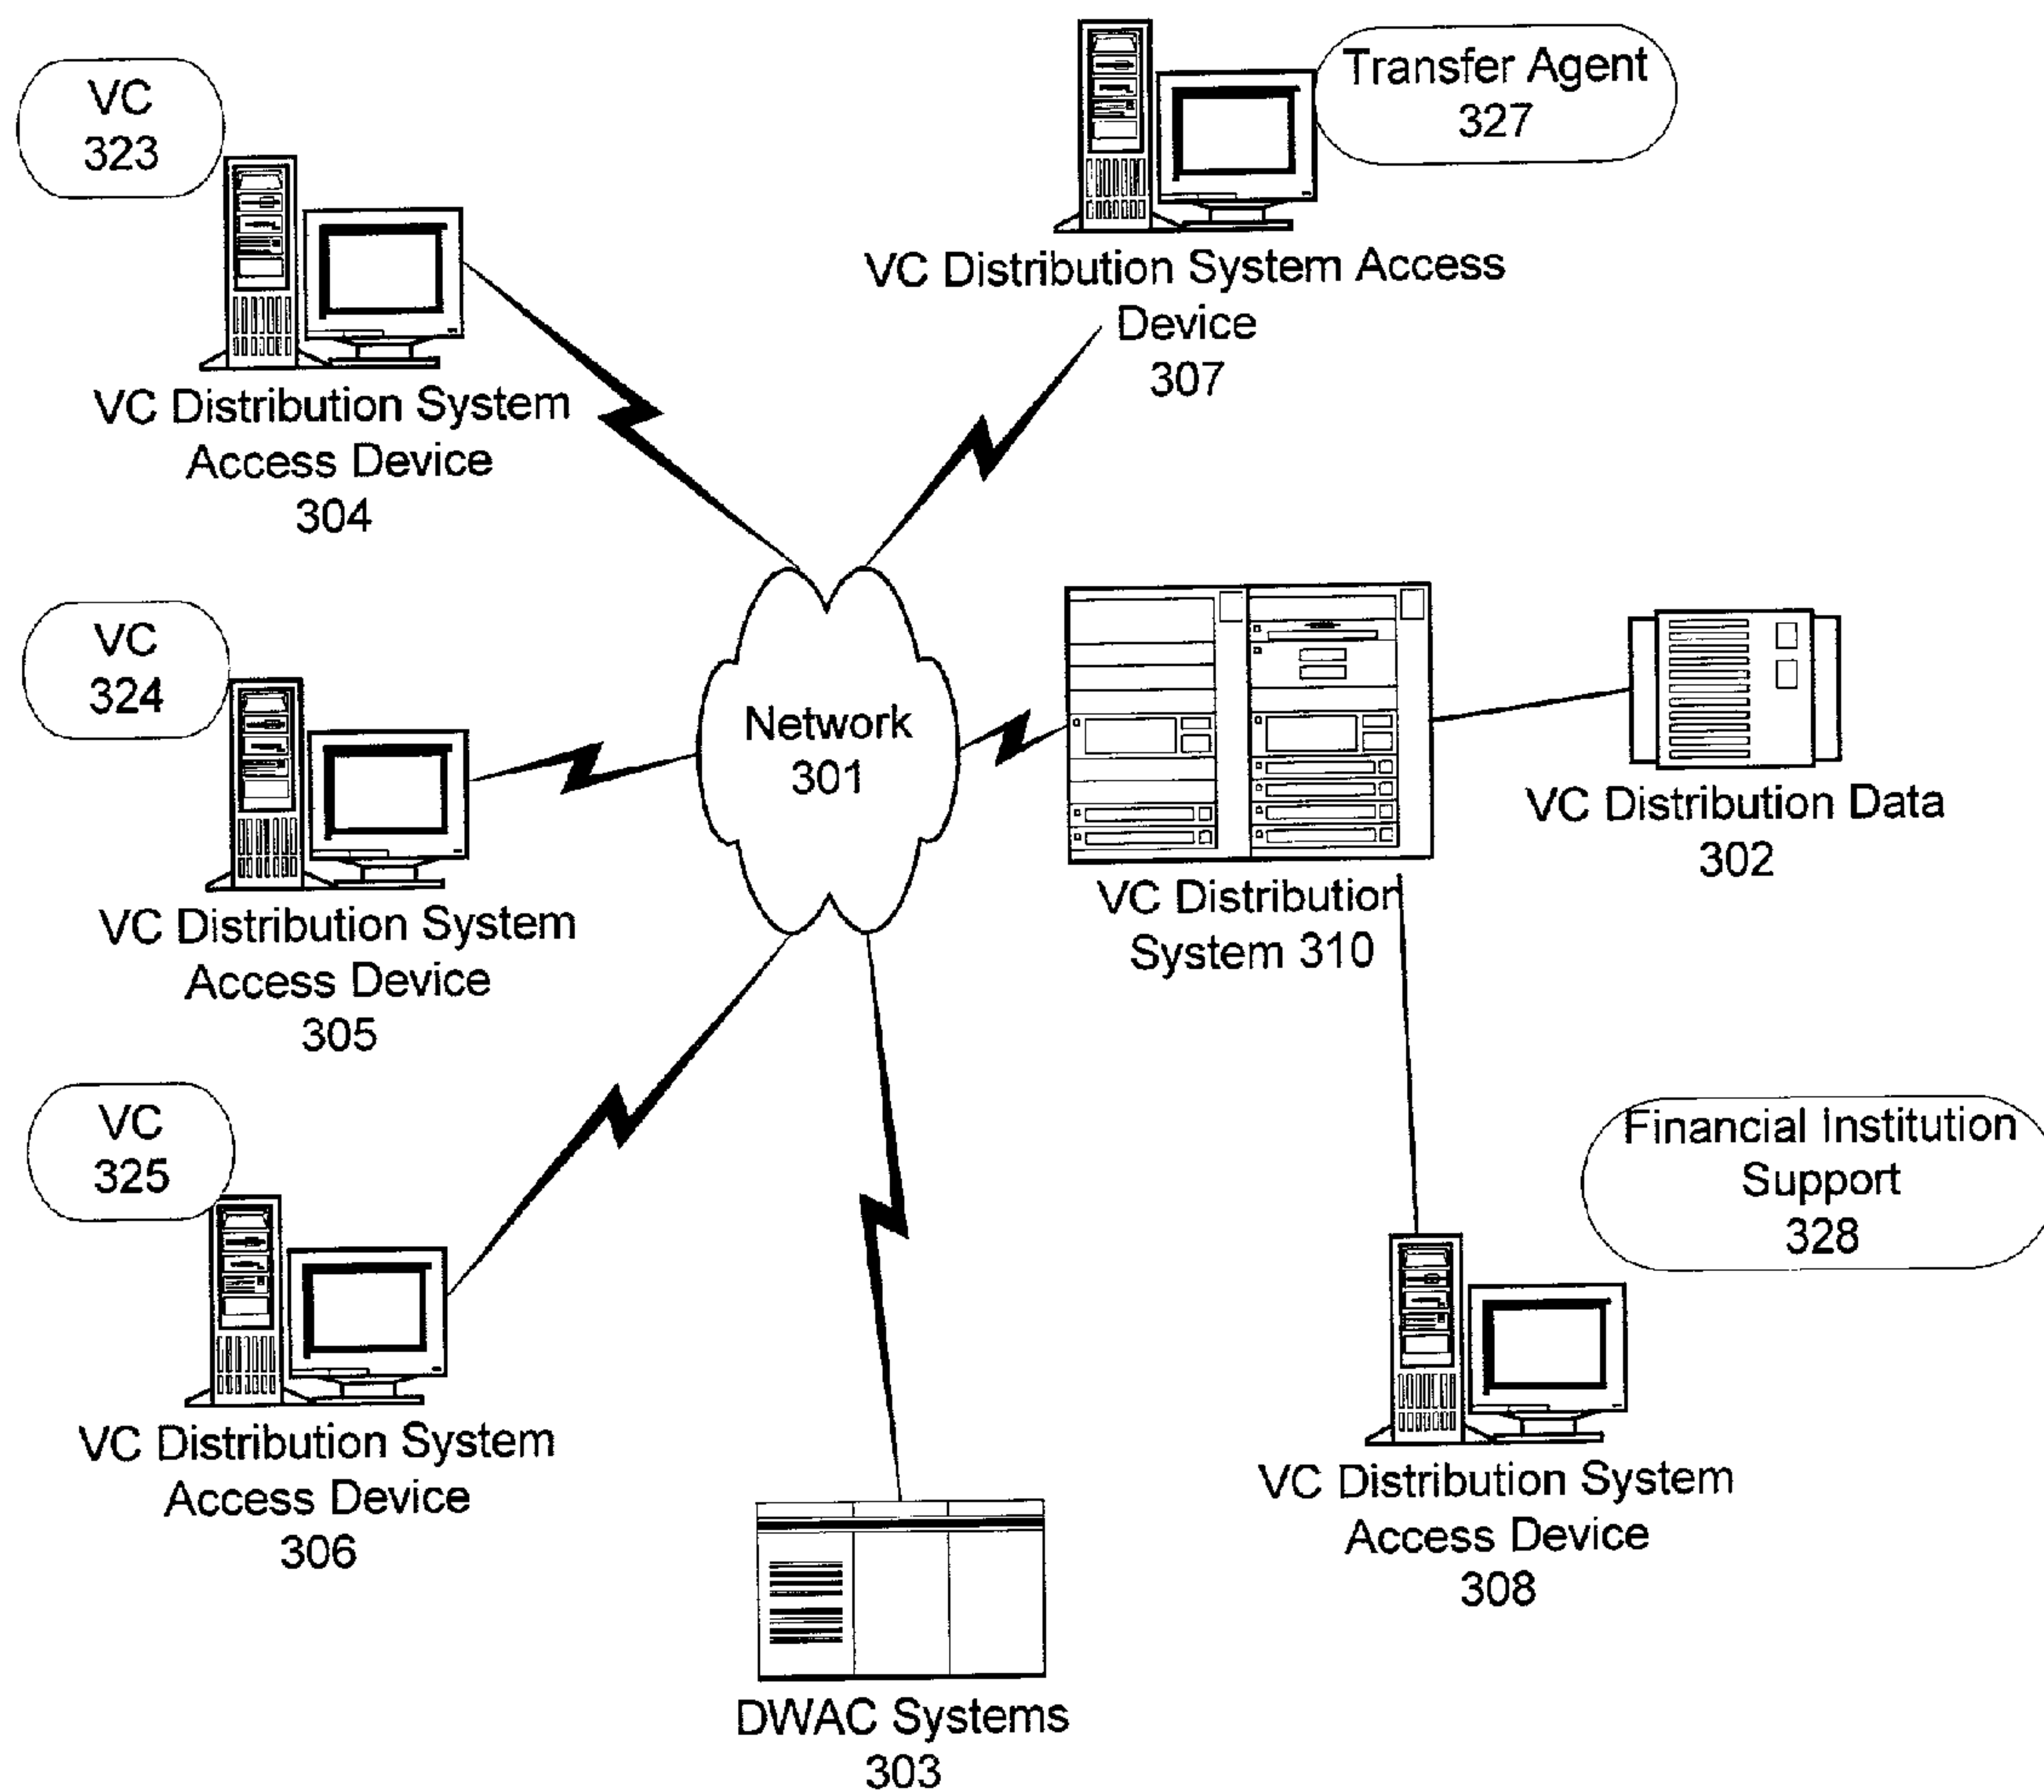 VC
323
Transfer Agent
327
VC Distribution System Access
Device
307
VC Distribution System
Access Device
304
VC
324
Network
301
VC Distribution Data
302
VC Distribution
System 310
VC Distribution System
Access Device
305
VC
325
Financial Institution
Support
328
VC Distribution System
Access Device
306
VC Distribution System
Access Device
308
DWAC Systems
303